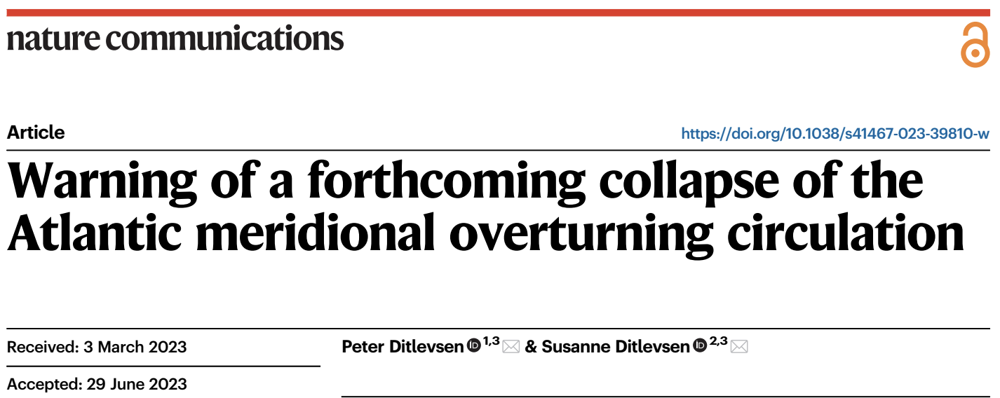 nature communications
Article
https://doi.org/10.1038/s41467-023-39810-w
Warning of a forthcoming collapse of the
Atlantic meridional overturning circulation
Received: 3 March 2023
Peter Ditlevsen 1,3 & Susanne Ditlevsen 2,3
Accepted: 29 June 2023